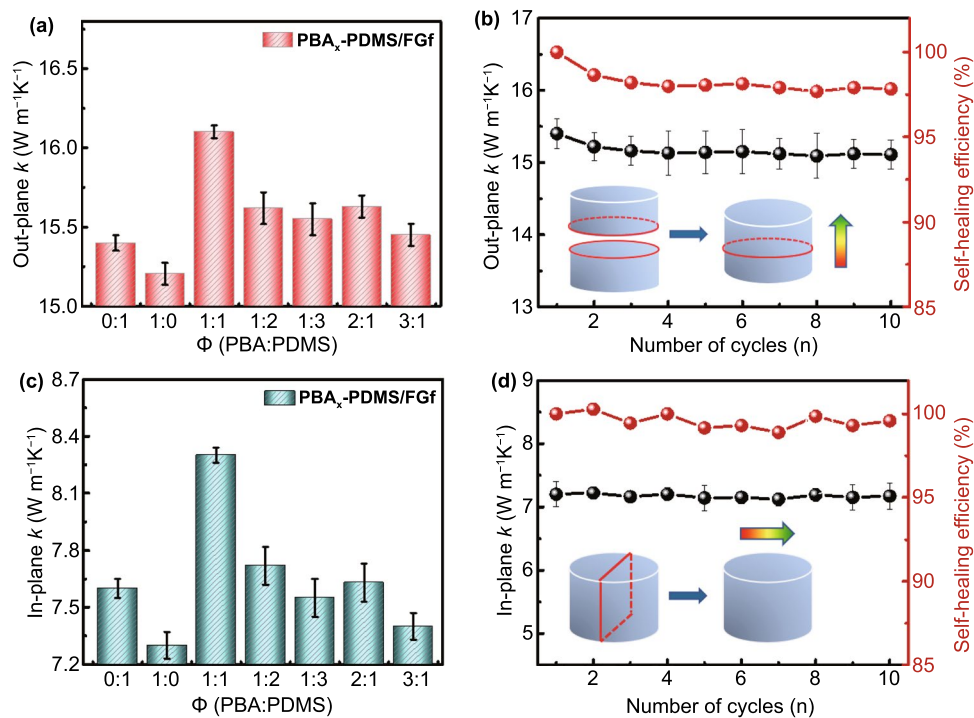 (a)
PBAₓ-PDMS/FGf
Out-plane k (W m⁻¹K⁻¹)
16.5
16.0
15.5
15.0
0:1 1:0 1:1 1:2 1:3 2:1 3:1
Φ (PBA:PDMS)
(b)
Out-plane k (W m⁻¹K⁻¹)
17
16
15
14
13
100
95
90
85
Self-healing efficiency (%)
2 4 6 8 10
Number of cycles (n)
(c)
PBAₓ-PDMS/FGf
In-plane k (W m⁻¹K⁻¹)
8.7
8.4
8.1
7.8
7.5
7.2
0:1 1:0 1:1 1:2 1:3 2:1 3:1
Φ (PBA:PDMS)
(d)
In-plane k (W m⁻¹K⁻¹)
9
8
7
6
5
100
95
90
85
Self-healing efficiency (%)
2 4 6 8 10
Number of cycles (n)